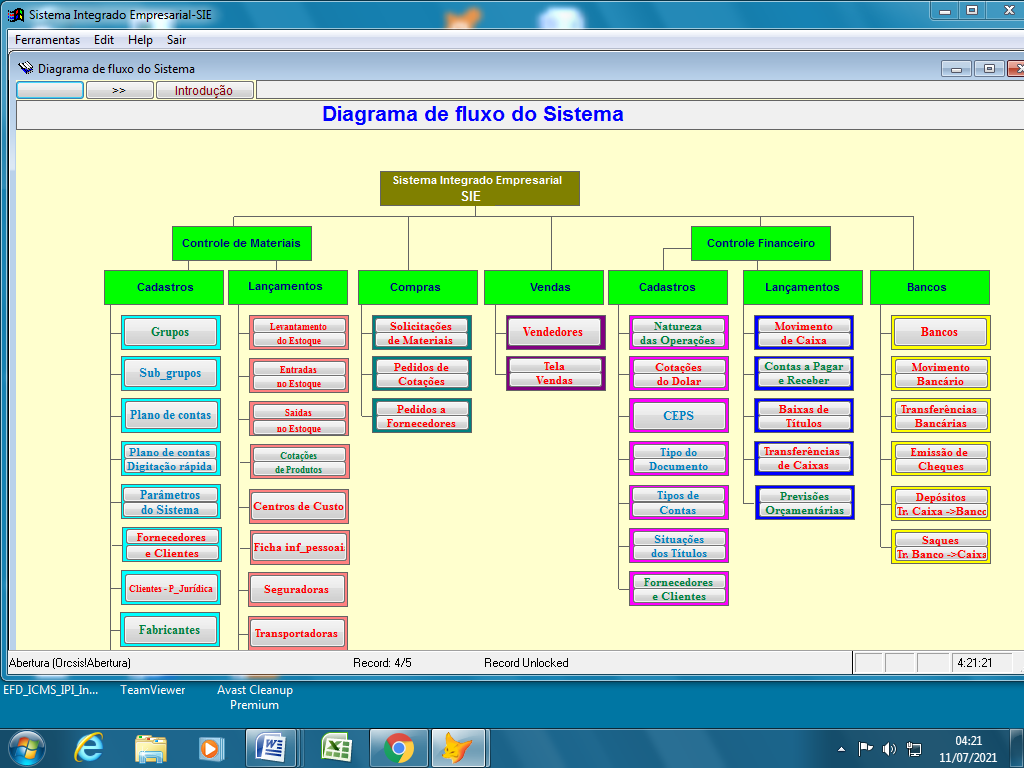 Sistema Integrado Empresarial-SIE
Ferramentas Edit Help Sair
Diagrama de fluxo do Sistema
>> Introdução
Diagrama de fluxo do Sistema
Sistema Integrado Empresarial
SIE
Controle de Materiais
Controle Financeiro
Cadastros
Lançamentos
Compras
Vendas
Cadastros
Lançamentos
Bancos
Grupos
Sub_grupos
Plano de contas
Plano de contas
Digitação rápida
Parámetros
do Sistema
Fornecedores
e Clientes
Clientes - P_Jurídica
Fabricantes
Levantamento
do Estoque
Entradas
no Estoque
Saídas
no Estoque
Cotações
de Produtos
Centros de Custo
Ficha inf_pessoai
Seguradoras
Transportadoras
Solicitações
de Materiais
Pedidos de
Cotações
Pedidos a
Fornecedores
Vendedores
Tela
Vendas
Natureza
das Operações
Cotações
do Dolar
CEPS
Tipo do
Documento
Tipos de
Contas
Situações
dos Títulos
Fornecedores
e Clientes
Movimento
de Caixa
Contas a Pagar
e Receber
Baixas de
Títulos
Transferências
de Caixas
Previsões
Orçamentárias
Bancos
Movimento
Bancário
Transferências
Bancárias
Emissão de
Cheques
Depósitos
Tr. Caixa ->Banco
Saques
Tr. Banco ->Caixa
Abertura (Orcsis!Abertura) Record: 4/5 Record Unlocked 4:21:21
EFD_ICMS_IPI_In... TeamViewer Avast Cleanup
Premium
04:21
11/07/2021